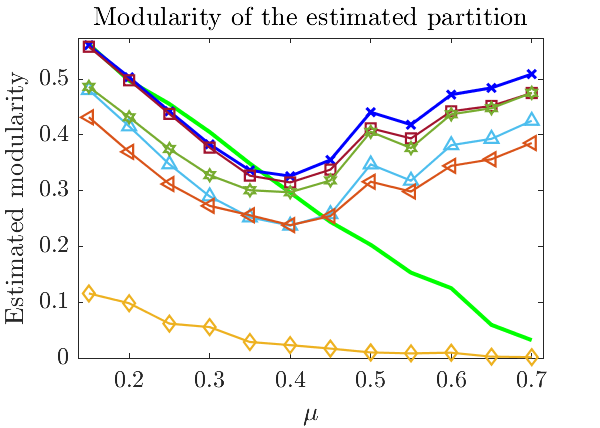 Modularity of the estimated partition
Estimated modularity
0.5
0.4
0.3
0.2
0.1
0
0.2 0.3 0.4 0.5 0.6 0.7
μ